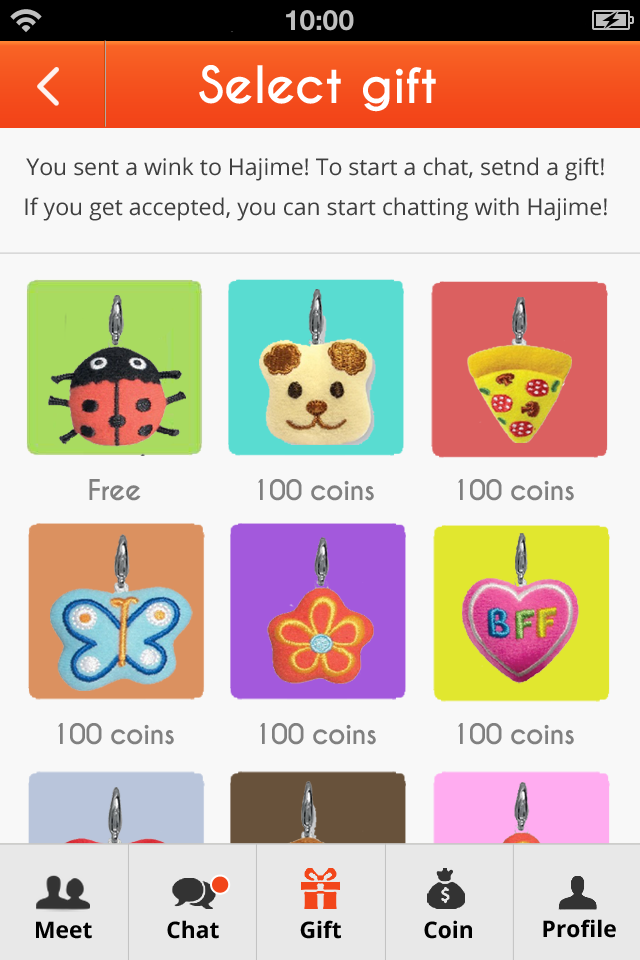 10:00
Select gift
You sent a wink to Hajime! To start a chat, setnd a gift!
If you get accepted, you can start chatting with Hajime!
Free 100 coins 100 coins
BFF
100 coins 100 coins 100 coins
$
Meet Chat Gift Coin Profile